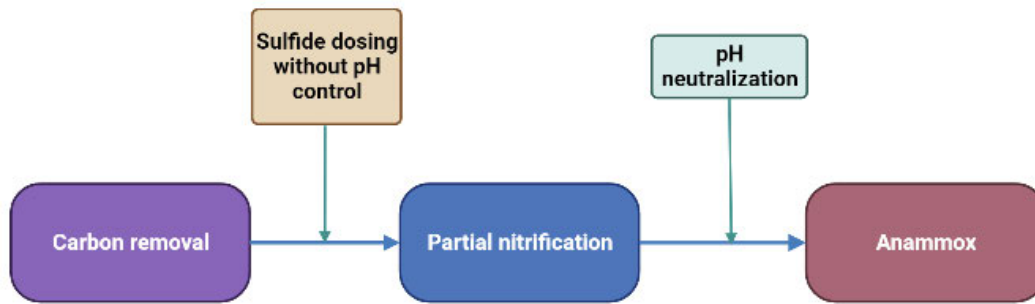 Sulfide dosing
without pH
control
pH
neutralization
Carbon removal
Partial nitrification
Anammox